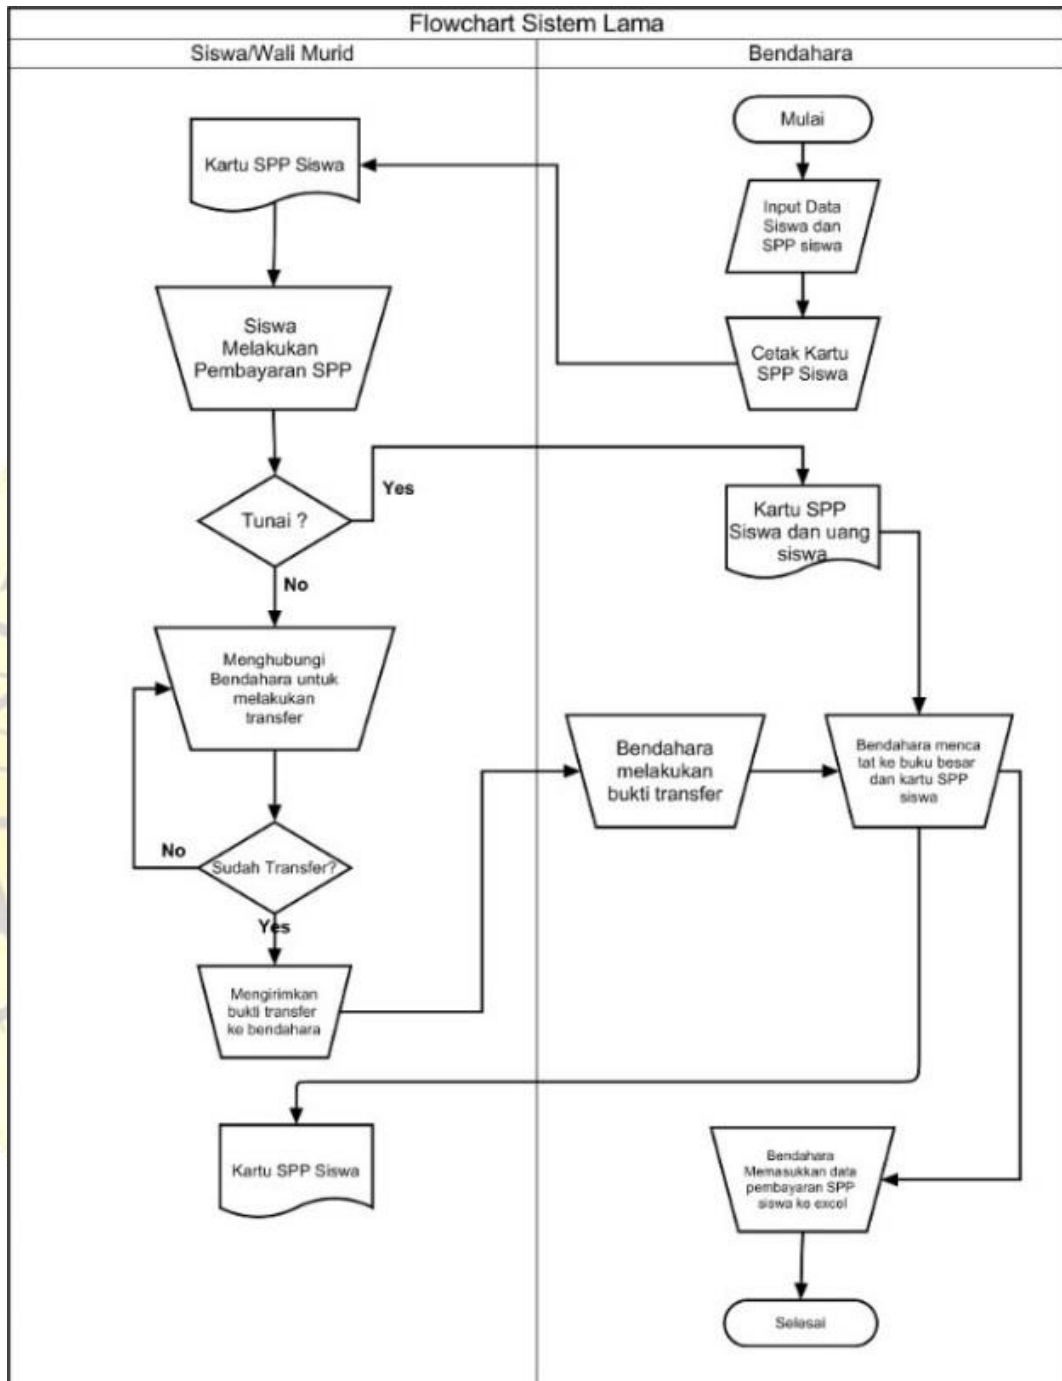 Flowchart Sistem Lama
Siswa/Wali Murid
Bendahara
Mulai
Input Data
Siswa dan
SPP siswa
Cetak Kartu
SPP Siswa
Kartu SPP Siswa
Siswa
Melakukan
Pembayaran SPP
Tunai ?
Yes
Kartu SPP
Siswa dan uang
siswa
No
Menghubungi
Bendahara untuk
melakukan
transfer
Sudah Transfer?
No
Yes
Mengirimkan
bukti transfer
ke bendahara
Bendahara
melakukan
bukti transfer
Bendahara menca
tat ke buku besar
dan kartu SPP
siswa
Kartu SPP Siswa
Bendahara
Memasukkan data
pembayaran SPP
siswa ke excel
Selesai